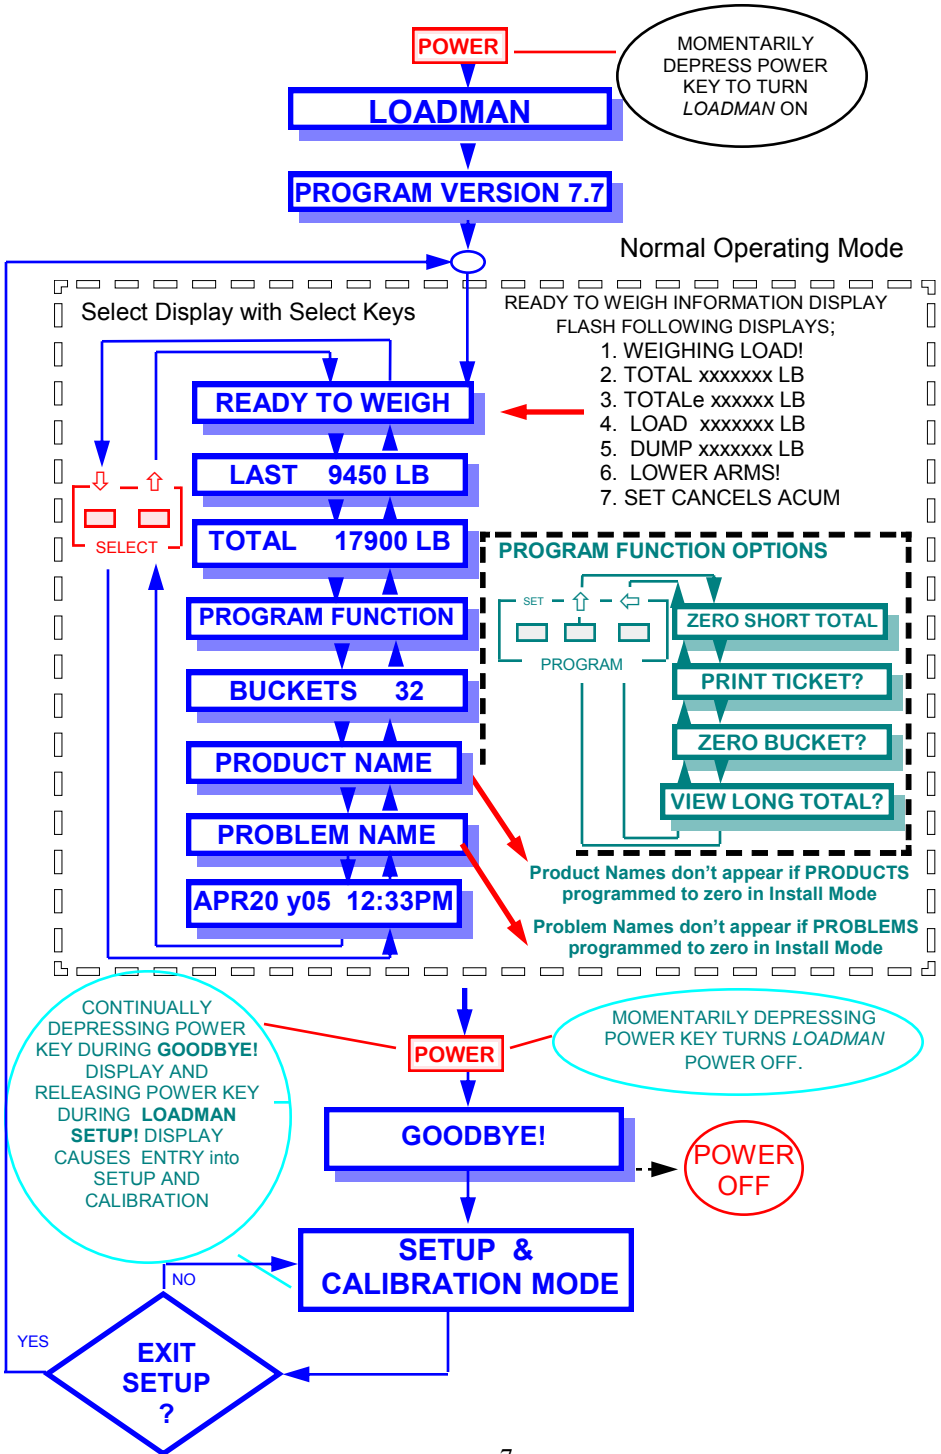 POWER
MOMENTARILY
DEPRESS POWER
KEY TO TURN
LOADMAN ON
LOADMAN
PROGRAM VERSION 7.7
Normal Operating Mode
Select Display with Select Keys
READY TO WEIGH INFORMATION DISPLAY
FLASH FOLLOWING DISPLAYS;
1. WEIGHING LOAD!
2. TOTAL xxxxxxx LB
3. TOTALe xxxxxx LB
4. LOAD xxxxxxx LB
5. DUMP xxxxxxx LB
6. LOWER ARMS!
7. SET CANCELS ACUM
READY TO WEIGH
LAST 9450 LB
SELECT
TOTAL 17900 LB
PROGRAM FUNCTION
BUCKETS 32
PRODUCT NAME
PROBLEM NAME
APR20 y05 12:33PM
PROGRAM FUNCTION OPTIONS
SET
PROGRAM
ZERO SHORT TOTAL
PRINT TICKET?
ZERO BUCKET?
VIEW LONG TOTAL?
Product Names don't appear if PRODUCTS
programmed to zero in Install Mode
Problem Names don't appear if PROBLEMS
programmed to zero in Install Mode
CONTINUALLY
DEPRESSING POWER
KEY DURING GOODBYE!
DISPLAY AND
RELEASING POWER KEY
DURING LOADMAN
SETUP! DISPLAY
CAUSES ENTRY into
SETUP AND
CALIBRATION
POWER
MOMENTARILY DEPRESSING
POWER KEY TURNS LOADMAN
POWER OFF.
GOODBYE!
POWER
OFF
SETUP &
CALIBRATION MODE
NO
YES
EXIT
SETUP
?